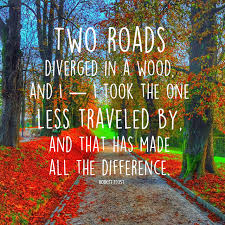 TWO ROADS
DIVERGED IN A WOOD,
AND I — I TOOK THE ONE
LESS TRAVELED BY,
AND THAT HAS MADE
ALL THE DIFFERENCE.
ROBERT FROST